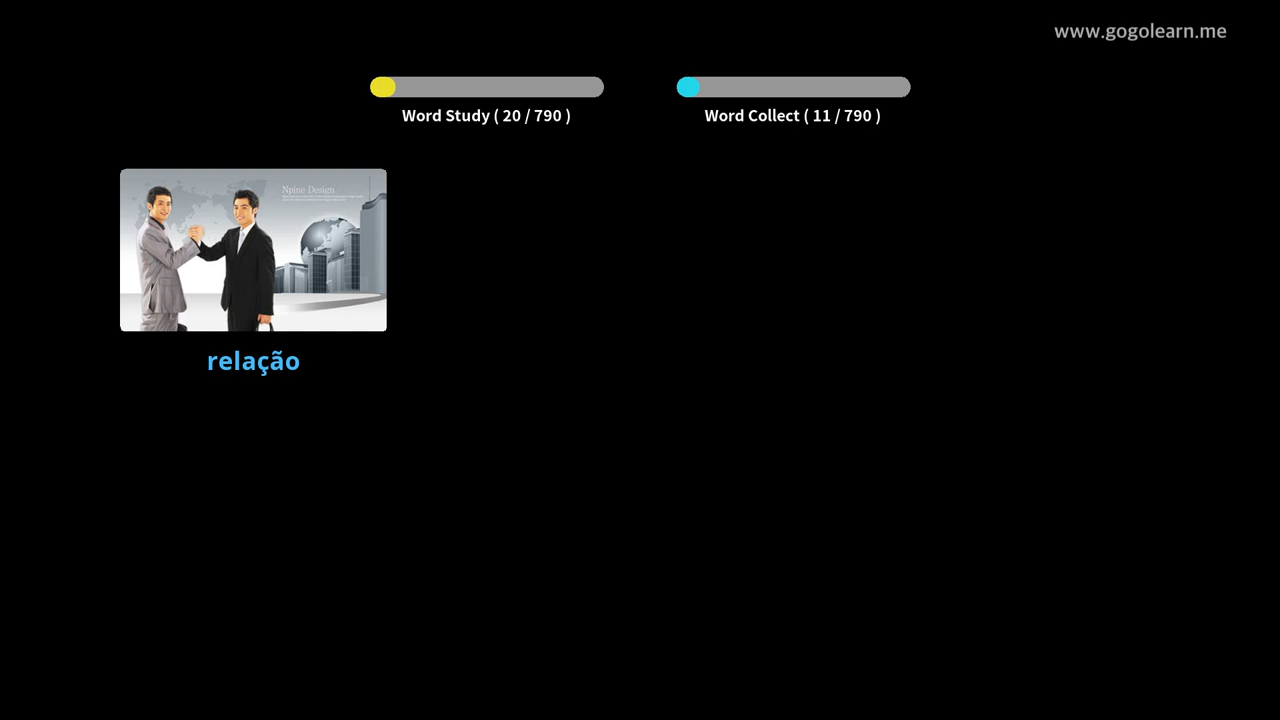 www.gogolearn.me
Word Study ( 20 / 790 )
Word Collect ( 11 / 790 )
Npine Design
relação